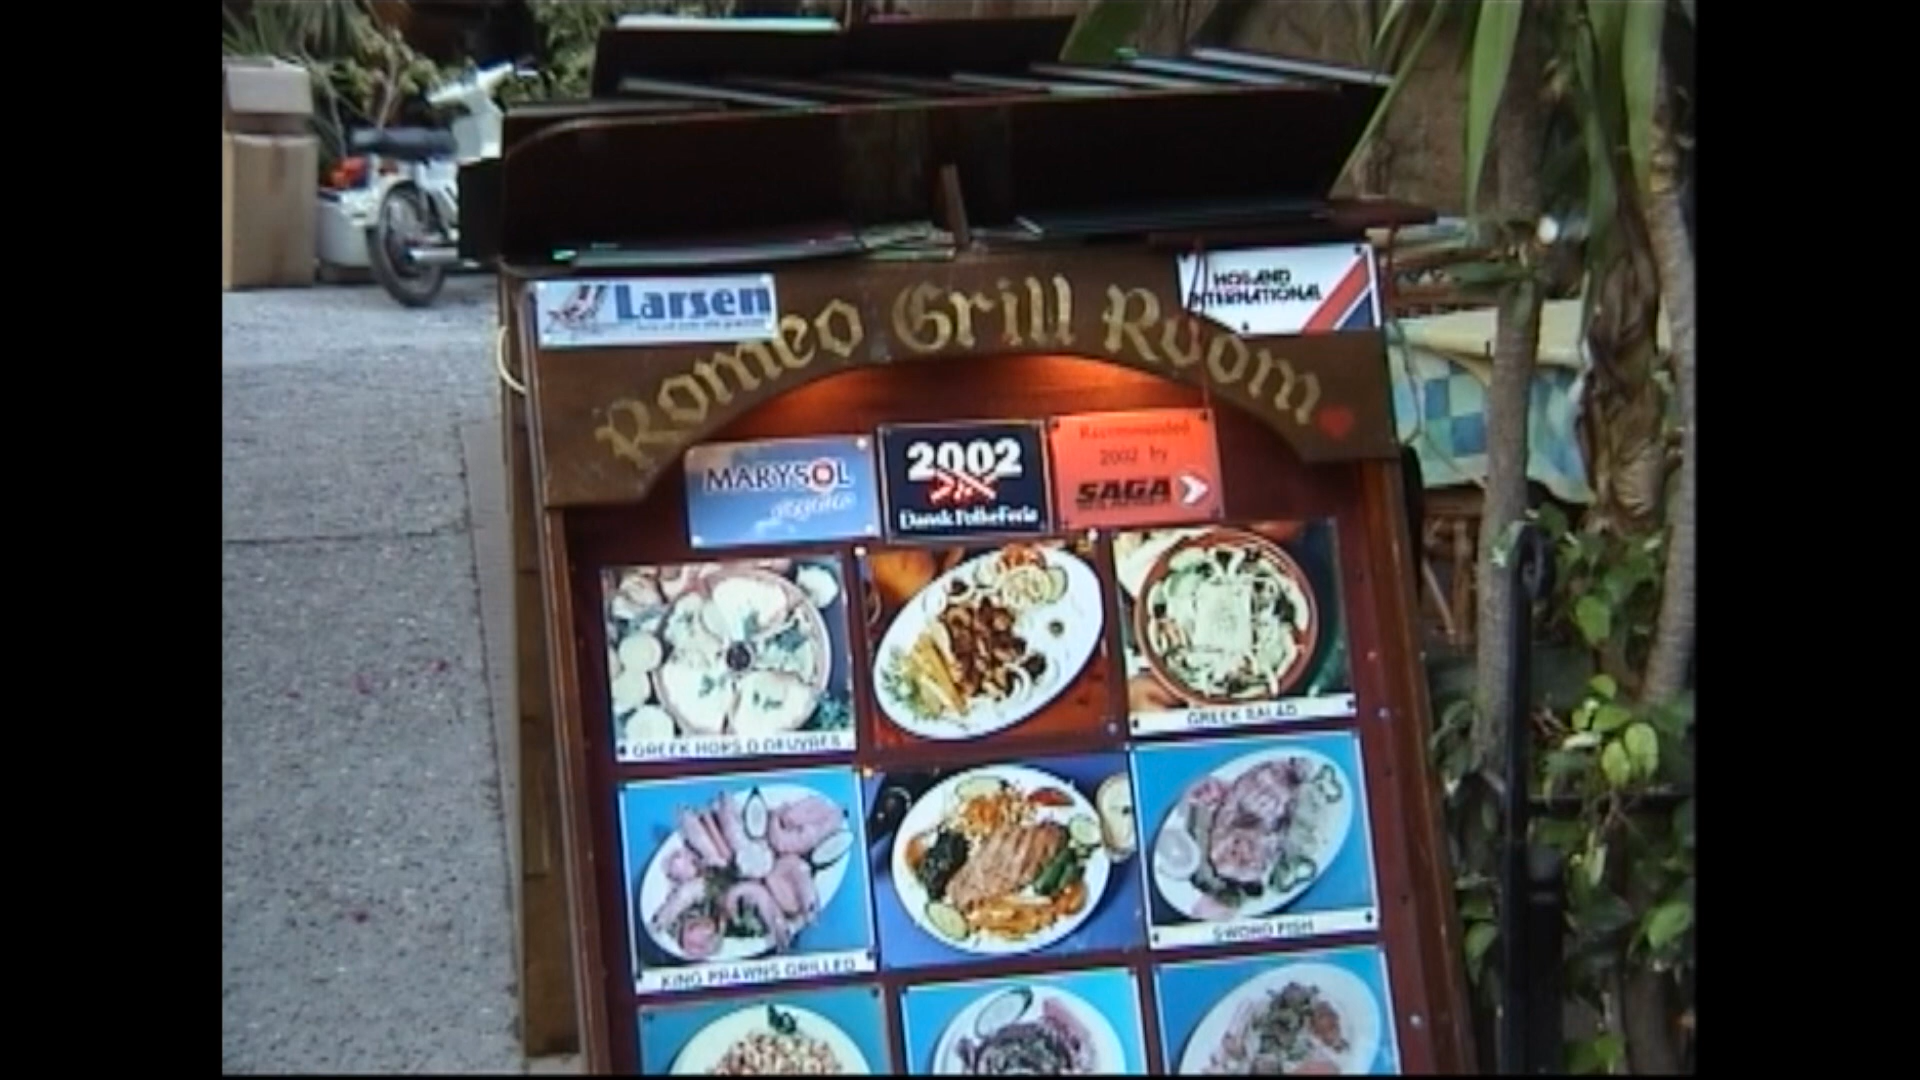 Larsen
HOLLAND
INTERNATIONAL
Romeo Grill Room
MARYSOL
2002
Dansk FolkeFerie
Recommended
2002 by
SAGA
GREEK HORS D OEUVRES
GREEK SALAD
KING PRAWNS GRILLED
SWORD FISH